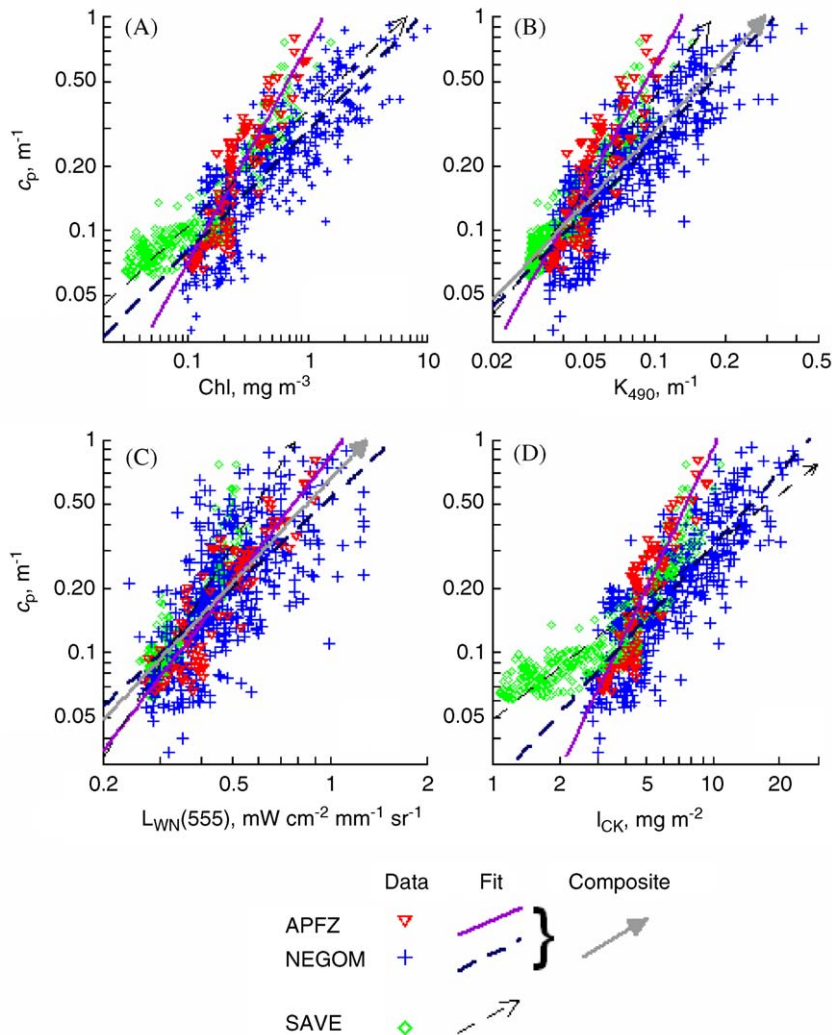 (A)
(B)
1
0.50
0.20
0.1
0.05
cₚ, m⁻¹
0.1
1
10
Chl, mg m⁻³
1
0.50
0.20
0.1
0.05
0.02
0.05
0.1
0.2
0.5
K₄₉₀, m⁻¹
(C)
(D)
1
0.50
0.20
0.1
0.05
cₚ, m⁻¹
0.2
0.5
1
2
L_WN(555), mW cm⁻² mm⁻¹ sr⁻¹
1
0.50
0.20
0.1
0.05
1
2
5
10
20
I_CK, mg m⁻²
Data Fit Composite
APFZ
NEGOM
SAVE